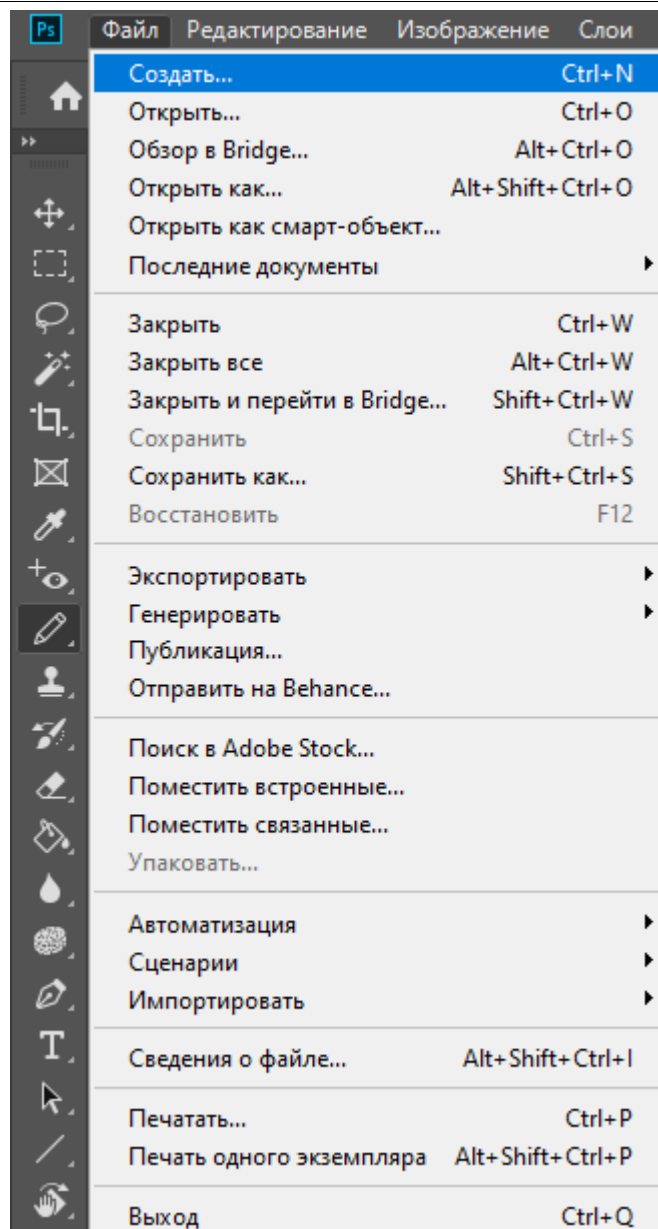 Ps Файл Редактирование Изображение Слои
Создать... Ctrl+N
Открыть... Ctrl+O
Обзор в Bridge... Alt+Ctrl+O
Открыть как... Alt+Shift+Ctrl+O
Открыть как смарт-объект...
Последние документы
Закрыть Ctrl+W
Закрыть все Alt+Ctrl+W
Закрыть и перейти в Bridge... Shift+Ctrl+W
Сохранить Ctrl+S
Сохранить как... Shift+Ctrl+S
Восстановить F12
Экспортировать
Генерировать
Публикация...
Отправить на Behance...
Поиск в Adobe Stock...
Поместить встроенные...
Поместить связанные...
Упаковать...
Автоматизация
Сценарии
Импортировать
Сведения о файле... Alt+Shift+Ctrl+I
Печатать... Ctrl+P
Печать одного экземпляра Alt+Shift+Ctrl+P
Выход Ctrl+Q